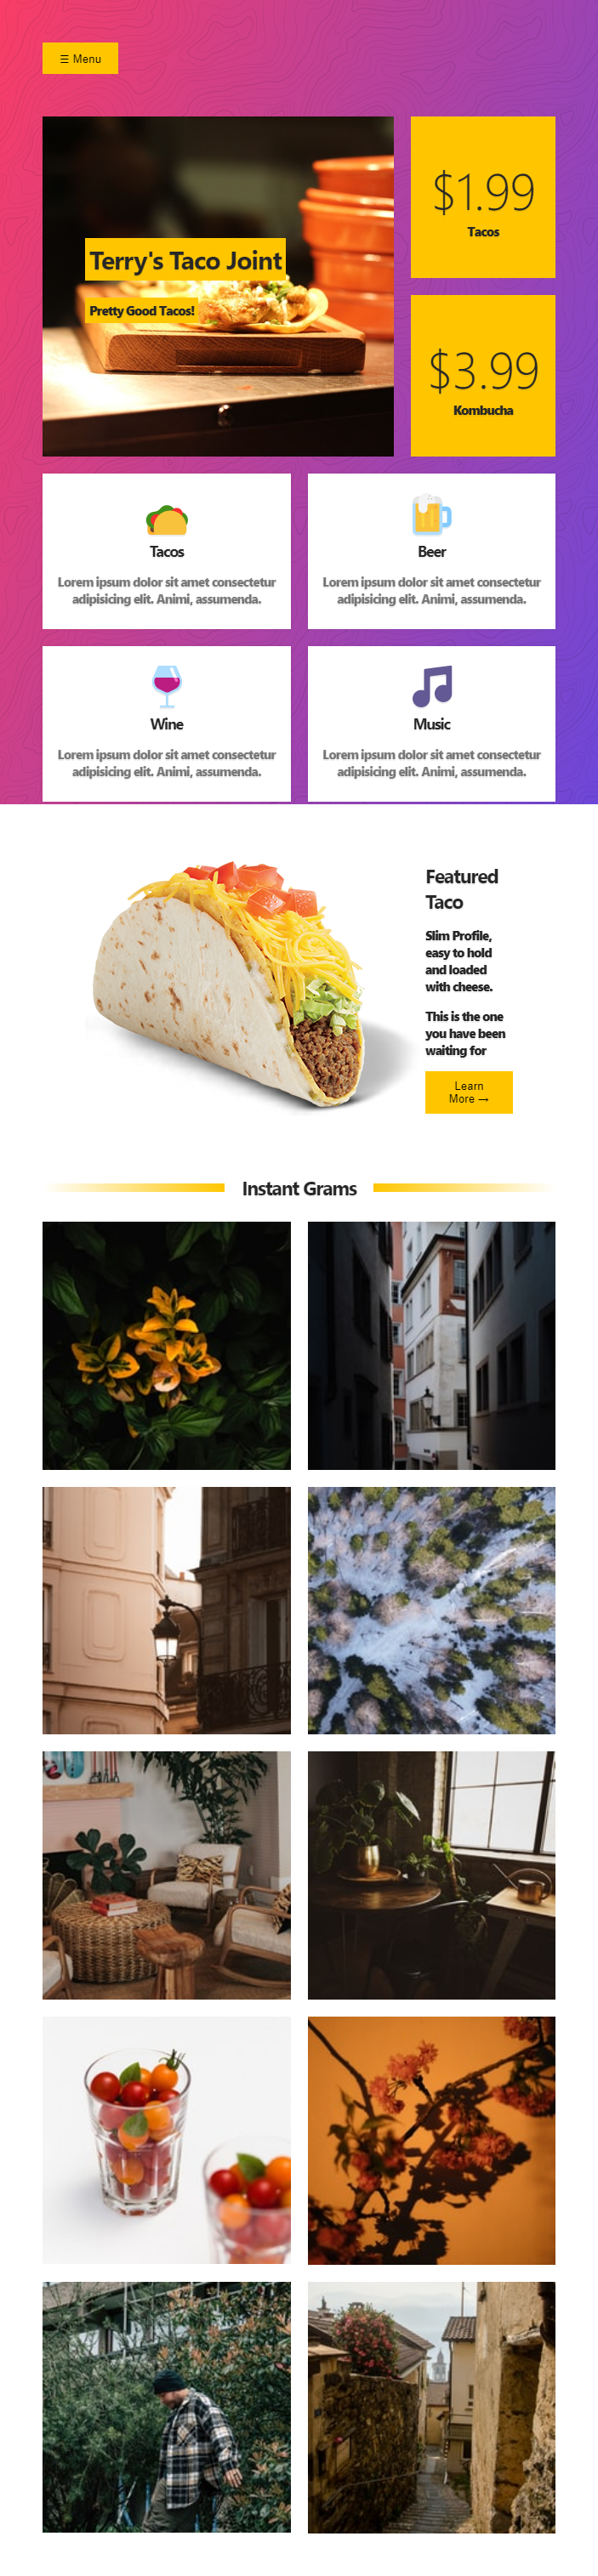 ☰ Menu
Terry's Taco Joint
Pretty Good Tacos!
$1.99
Tacos
$3.99
Kombucha
Tacos
Lorem ipsum dolor sit amet consectetur
adipisicing elit. Animi, assumenda.
Beer
Lorem ipsum dolor sit amet consectetur
adipisicing elit. Animi, assumenda.
Wine
Lorem ipsum dolor sit amet consectetur
adipisicing elit. Animi, assumenda.
Music
Lorem ipsum dolor sit amet consectetur
adipisicing elit. Animi, assumenda.
Featured
Taco
Slim Profile,
easy to hold
and loaded
with cheese.
This is the one
you have been
waiting for
Learn
More →
Instant Grams